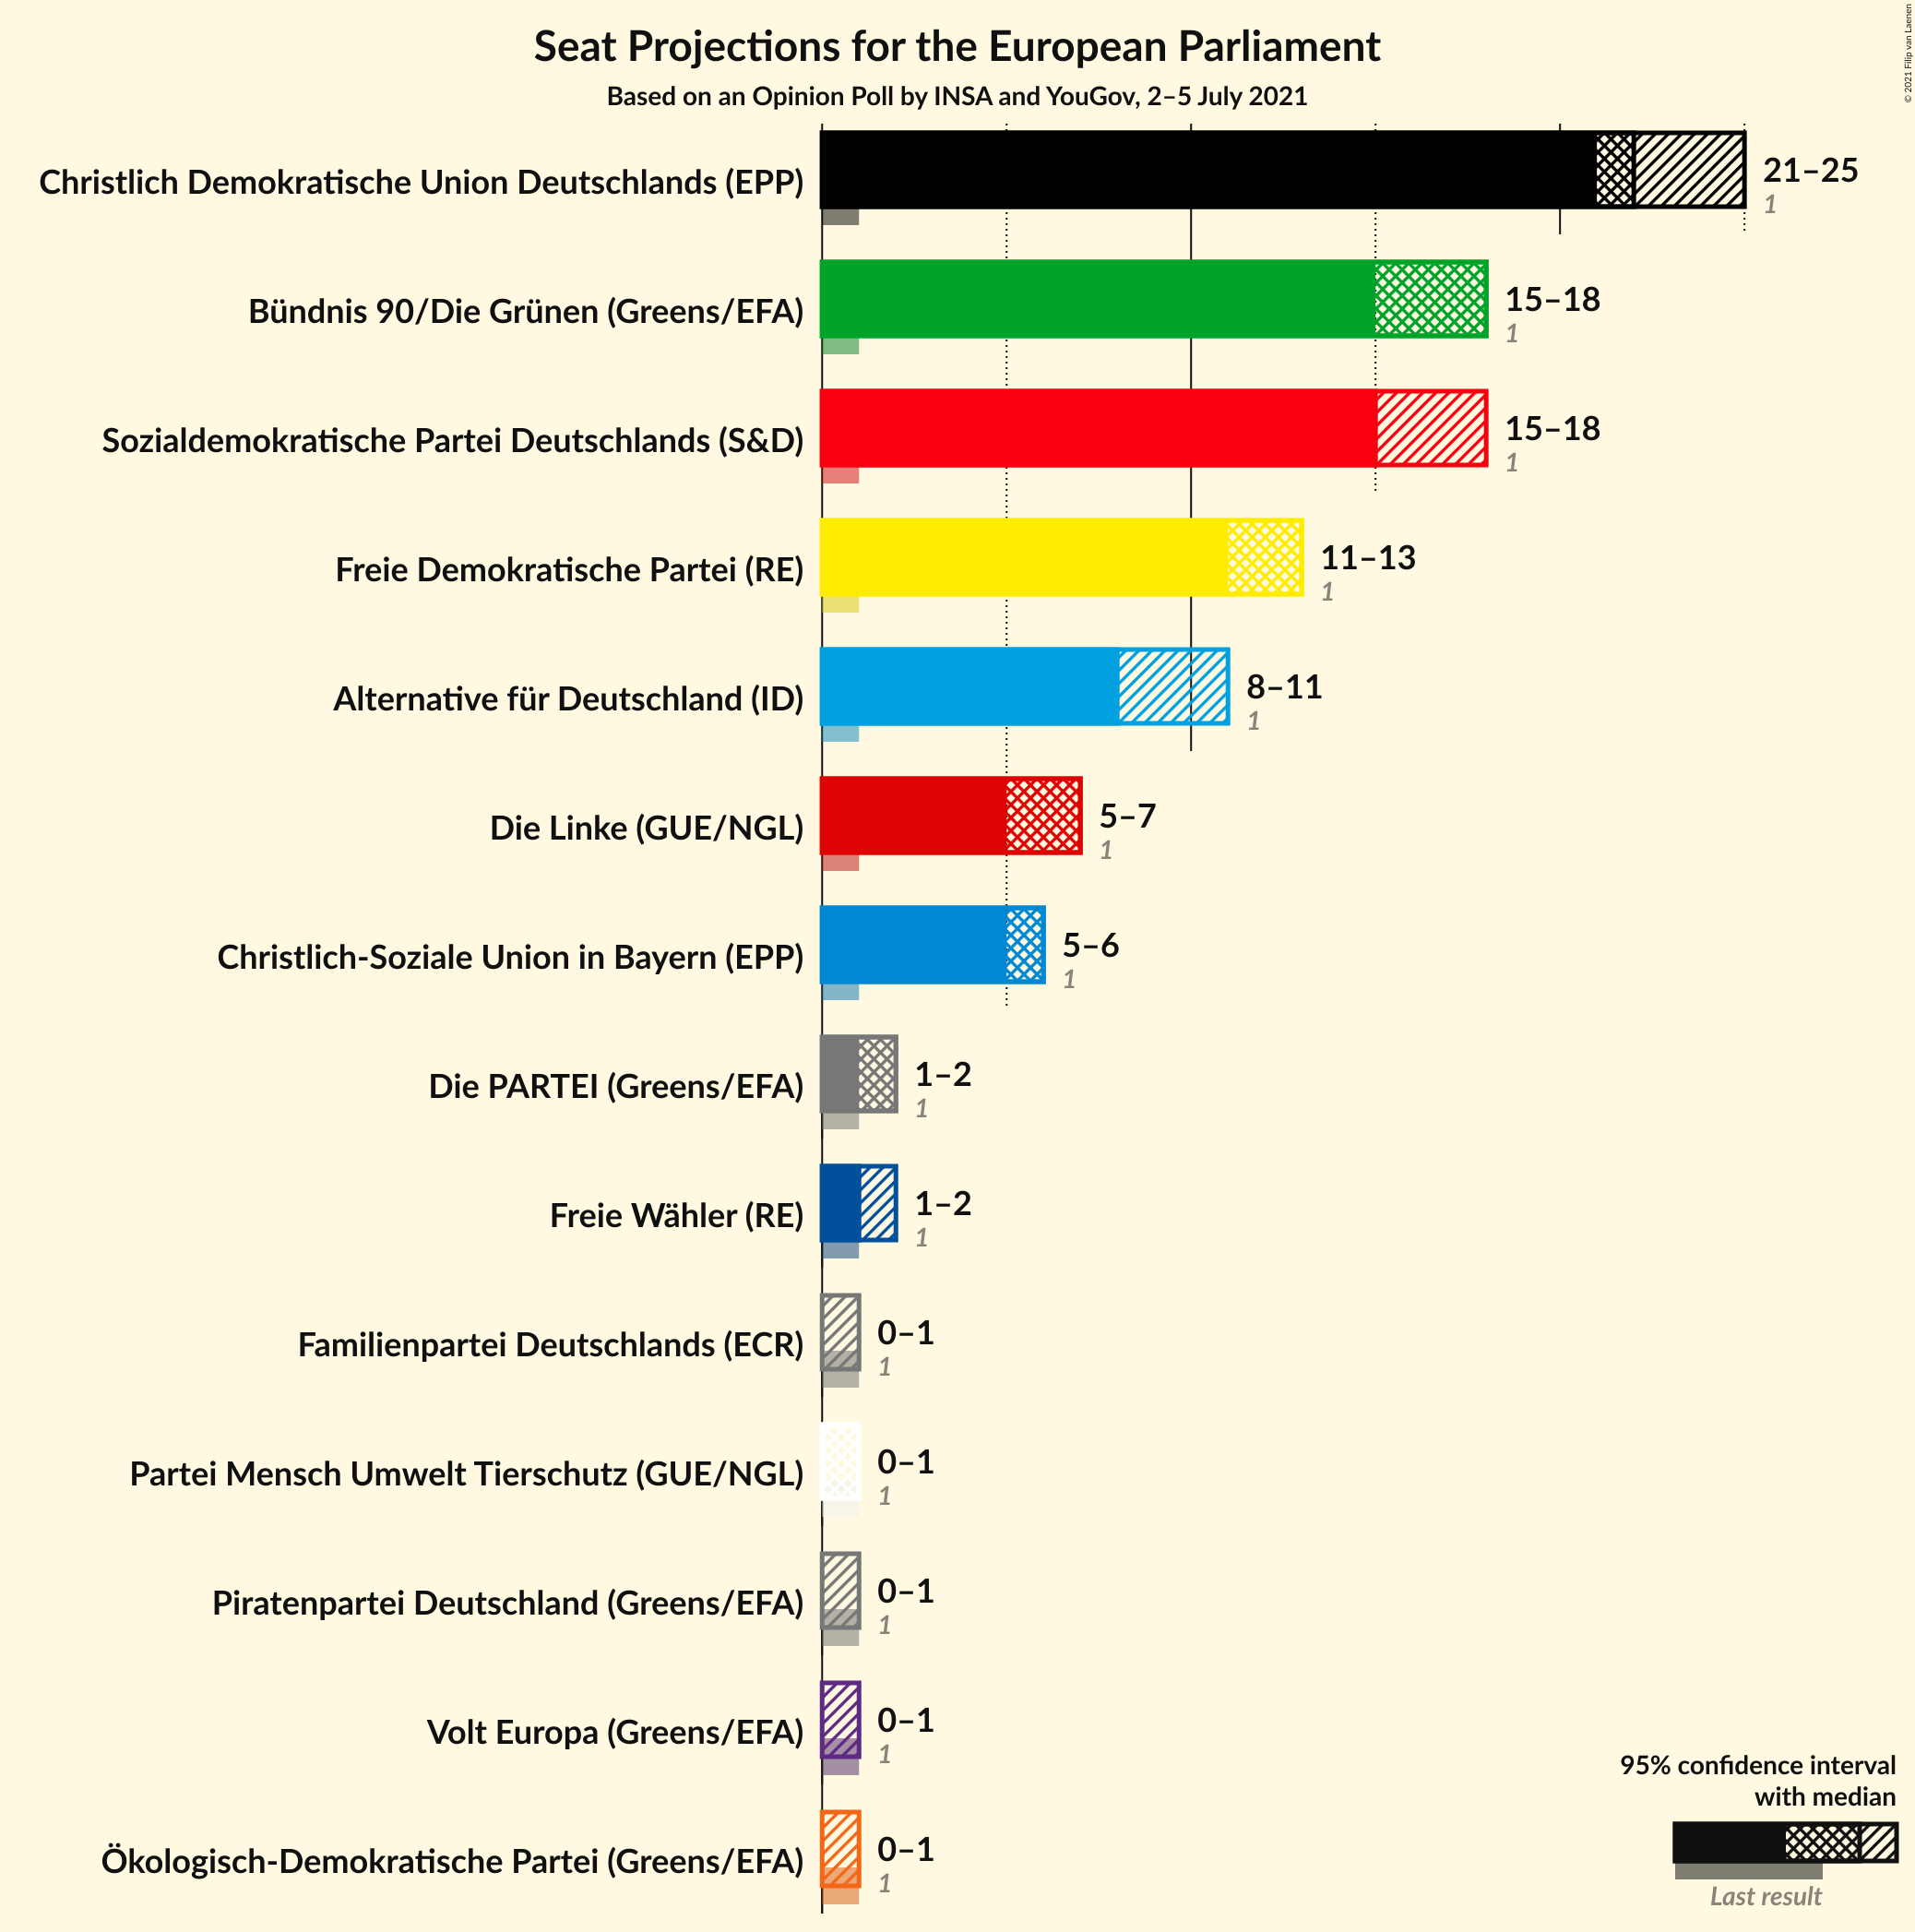 © 2021 Filip van Laenen
Seat Projections for the European Parliament
Based on an Opinion Poll by INSA and YouGov, 2–5 July 2021
Christlich Demokratische Union Deutschlands (EPP)
21–25
1
Bündnis 90/Die Grünen (Greens/EFA)
15–18
1
Sozialdemokratische Partei Deutschlands (S&D)
15–18
1
Freie Demokratische Partei (RE)
11–13
1
Alternative für Deutschland (ID)
8–11
1
Die Linke (GUE/NGL)
5–7
1
Christlich-Soziale Union in Bayern (EPP)
5–6
1
Die PARTEI (Greens/EFA)
1–2
1
Freie Wähler (RE)
1–2
1
Familienpartei Deutschlands (ECR)
0–1
1
Partei Mensch Umwelt Tierschutz (GUE/NGL)
0–1
1
Piratenpartei Deutschland (Greens/EFA)
0–1
1
Volt Europa (Greens/EFA)
0–1
1
Ökologisch-Demokratische Partei (Greens/EFA)
0–1
1
95% confidence interval
with median
Last result